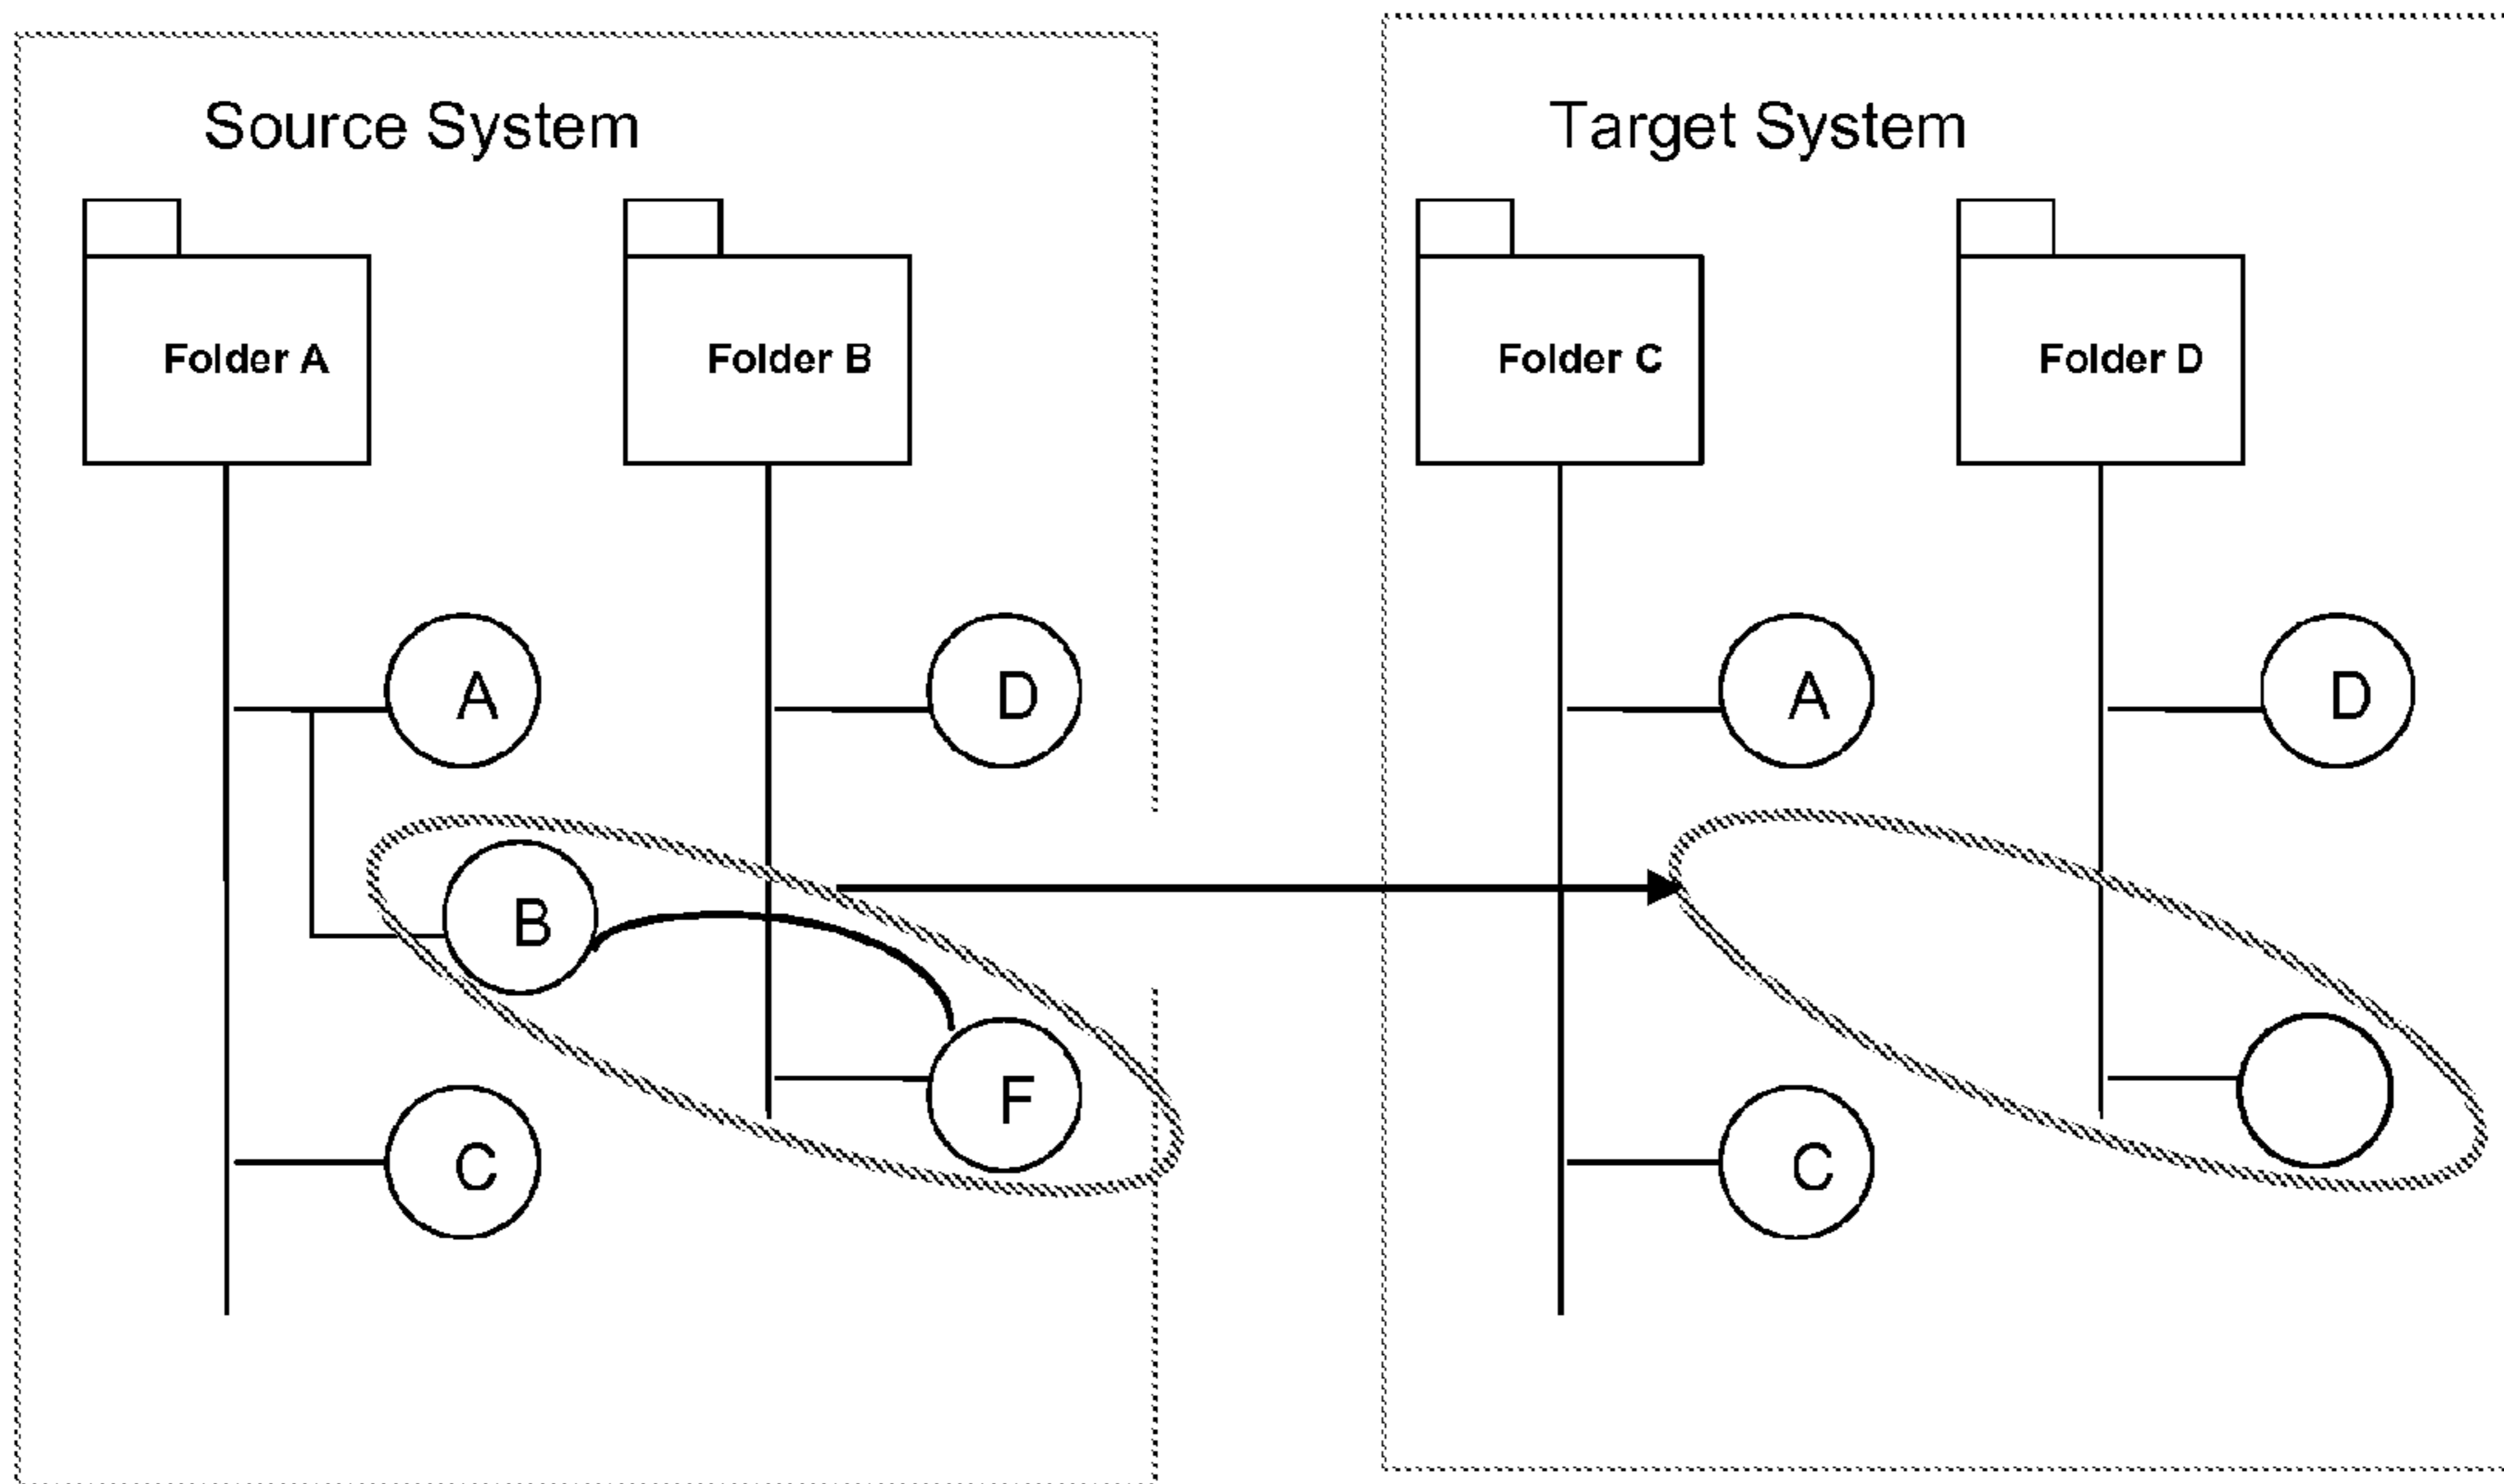 Source System
Target System
Folder A
Folder B
Folder C
Folder D
A
D
A
D
B
F
C
C